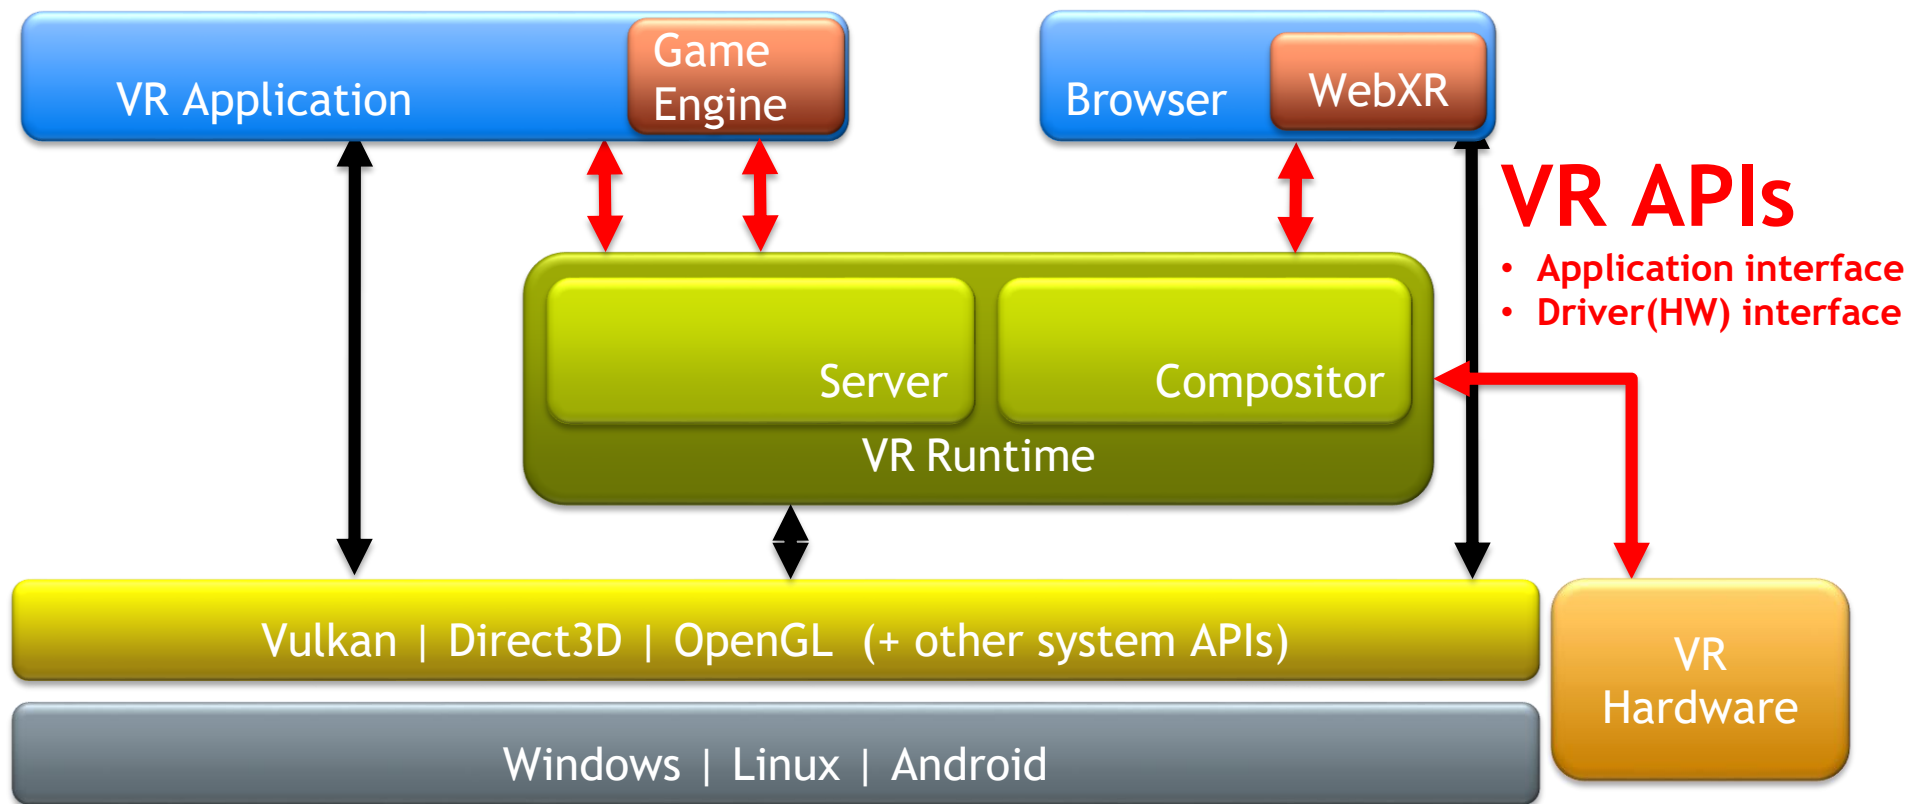 VR Application
Game
Engine
Browser
WebXR
VR APIs
• Application interface
• Driver(HW) interface
Server
Compositor
VR Runtime
Vulkan | Direct3D | OpenGL (+ other system APIs)
VR
Hardware
Windows | Linux | Android